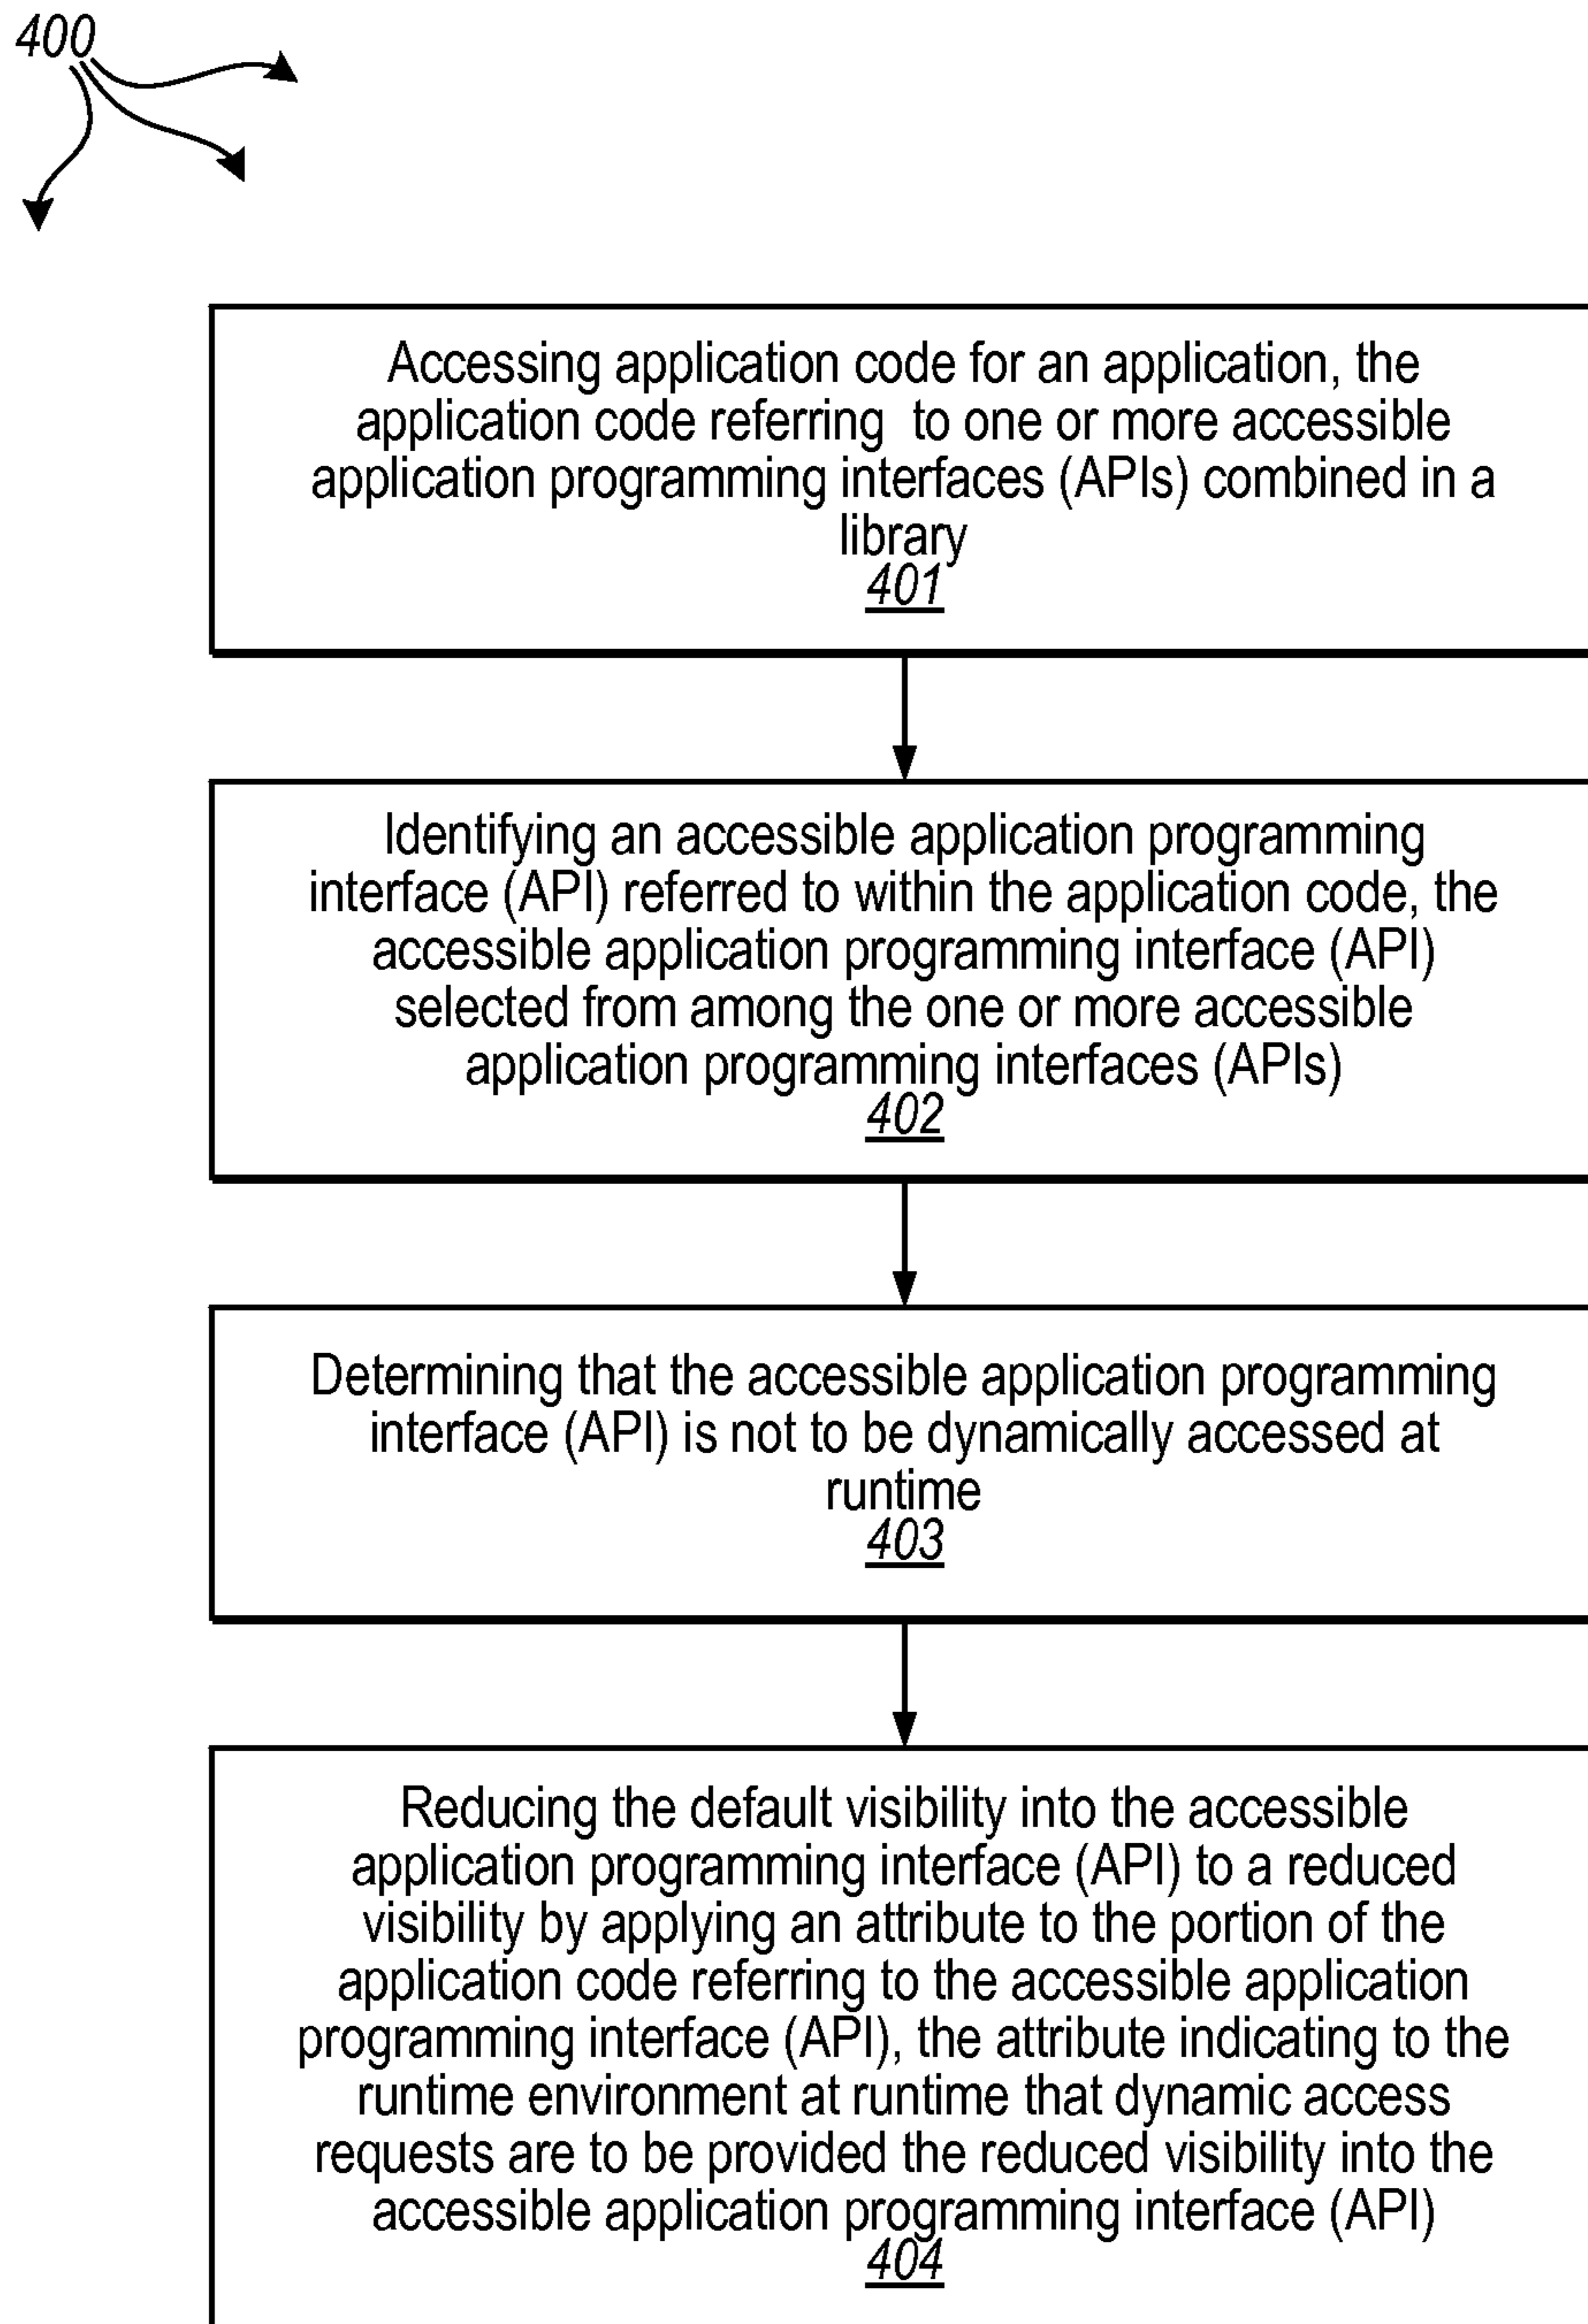 400
Accessing application code for an application, the
application code referring  to one or more accessible
application programming interfaces (APIs) combined in a
library
401
Identifying an accessible application programming
interface (API) referred to within the application code, the
accessible application programming interface (API)
selected from among the one or more accessible
application programming interfaces (APIs)
402
Determining that the accessible application programming
interface (API) is not to be dynamically accessed at
runtime
403
Reducing the default visibility into the accessible
application programming interface (API) to a reduced
visibility by applying an attribute to the portion of the
application code referring to the accessible application
programming interface (API), the attribute indicating to the
runtime environment at runtime that dynamic access
requests are to be provided the reduced visibility into the
accessible application programming interface (API)
404